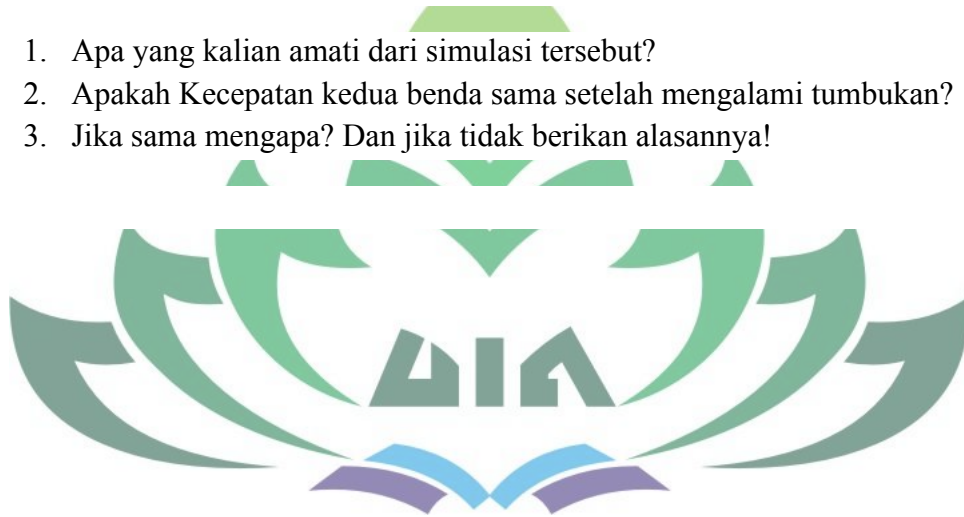 1. Apa yang kalian amati dari simulasi tersebut?
2. Apakah Kecepatan kedua benda sama setelah mengalami tumbukan?
3. Jika sama mengapa? Dan jika tidak berikan alasannya!
UIN